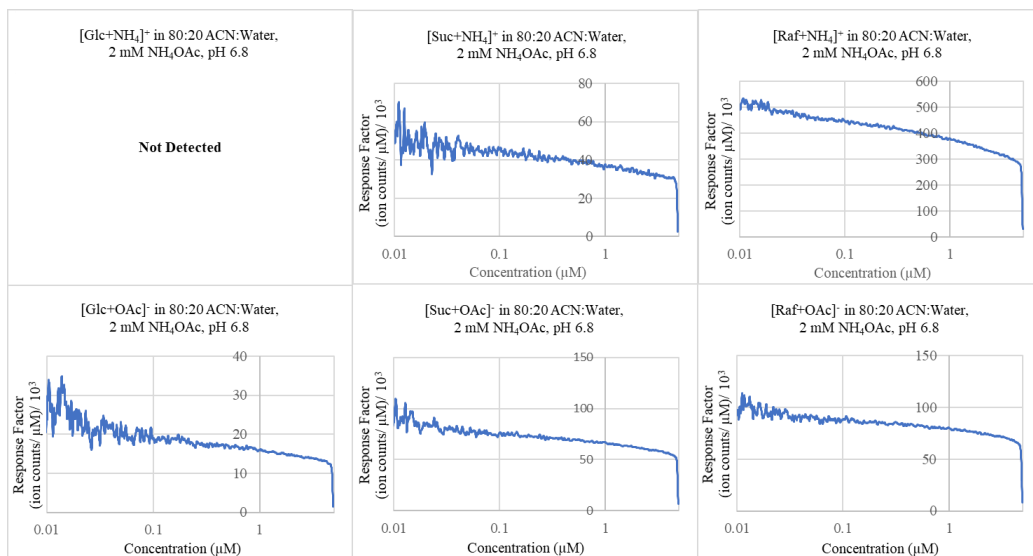 [Glc+NH₄]⁺ in 80:20 ACN:Water,
2 mM NH₄OAc, pH 6.8
Not Detected
[Suc+NH₄]⁺ in 80:20 ACN:Water,
2 mM NH₄OAc, pH 6.8
Response Factor
(ion counts/ µM)/ 10³
80
60
40
20
0
0.01
0.1
1
Concentration (µM)
[Raf+NH₄]⁺ in 80:20 ACN:Water,
2 mM NH₄OAc, pH 6.8
Response Factor
(ion counts/ µM)/ 10³
600
500
400
300
200
100
0
0.01
0.1
1
Concentration (µM)
[Glc+OAc]⁻ in 80:20 ACN:Water,
2 mM NH₄OAc, pH 6.8
Response Factor
(ion counts/ µM)/ 10³
40
30
20
10
0
0.01
0.1
1
Concentration (µM)
[Suc+OAc]⁻ in 80:20 ACN:Water,
2 mM NH₄OAc, pH 6.8
Response Factor
(ion counts/ µM)/ 10³
150
100
50
0
0.01
0.1
1
Concentration (µM)
[Raf+OAc]⁻ in 80:20 ACN:Water,
2 mM NH₄OAc, pH 6.8
Response Factor
(ion counts/ µM)/ 10³
150
100
50
0
0.01
0.1
1
Concentration (µM)